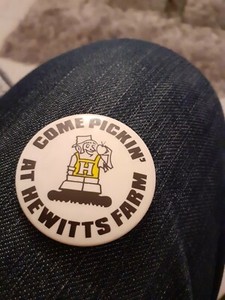 COME PICKIN'
H
AT HEWITTS FARM